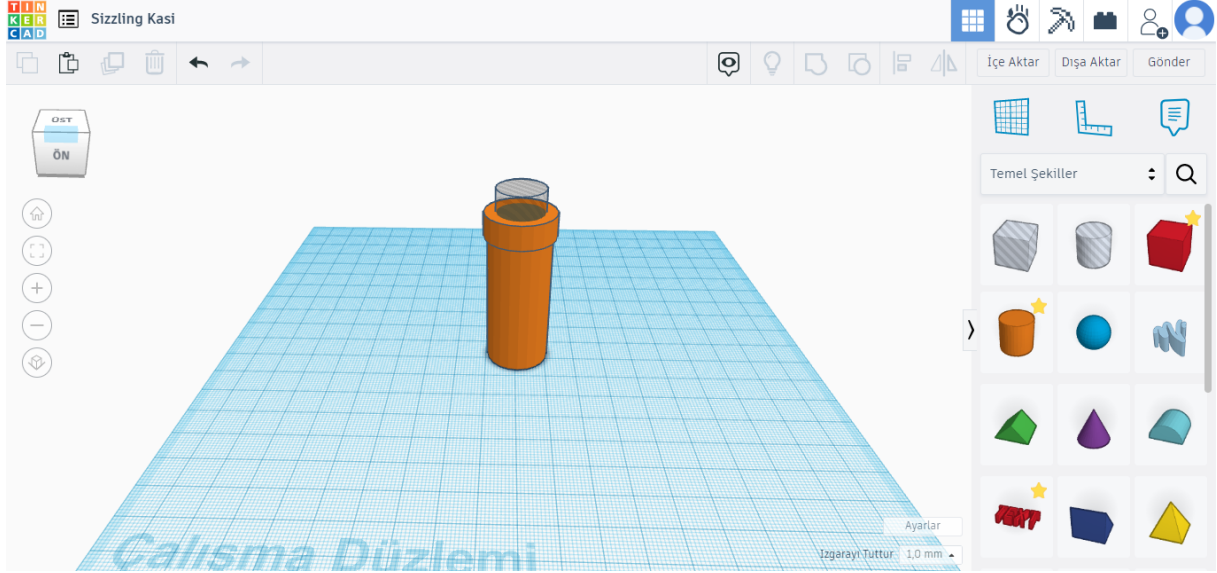 TIN
KER
CAD
Sizzling Kasi
İçe Aktar
Dışa Aktar
Gönder
ÜST
ÖN
Temel Şekiller
TEXT
Ayarlar
Izgarayı Tuttur 1,0 mm
Çalışma Düzlemi